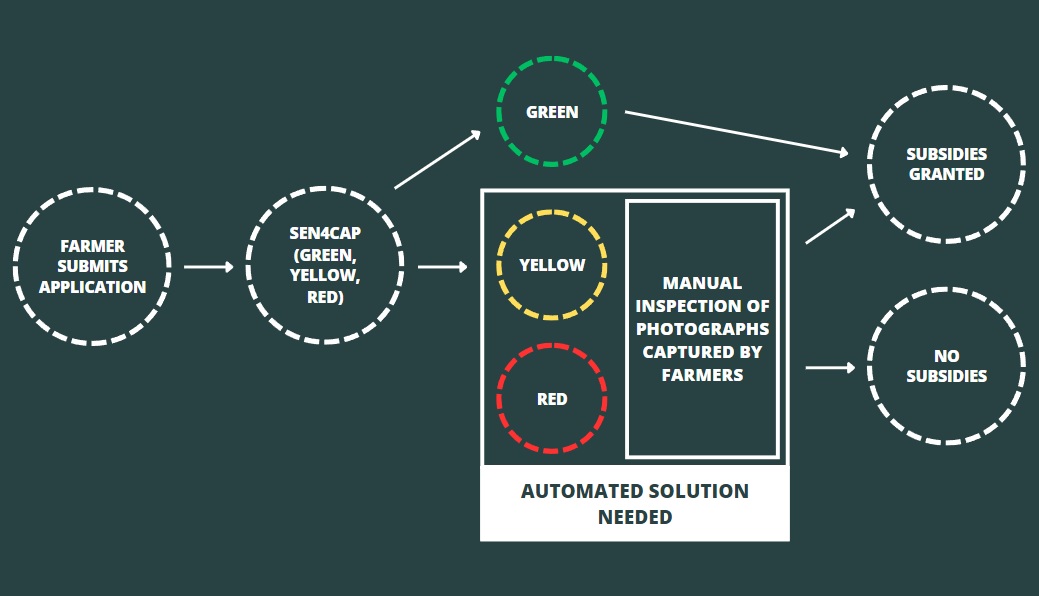 FARMER
SUBMITS
APPLICATION
SEN4CAP
(GREEN,
YELLOW,
RED)
GREEN
YELLOW
RED
MANUAL
INSPECTION OF
PHOTOGRAPHS
CAPTURED BY
FARMERS
AUTOMATED SOLUTION
NEEDED
SUBSIDIES
GRANTED
NO
SUBSIDIES